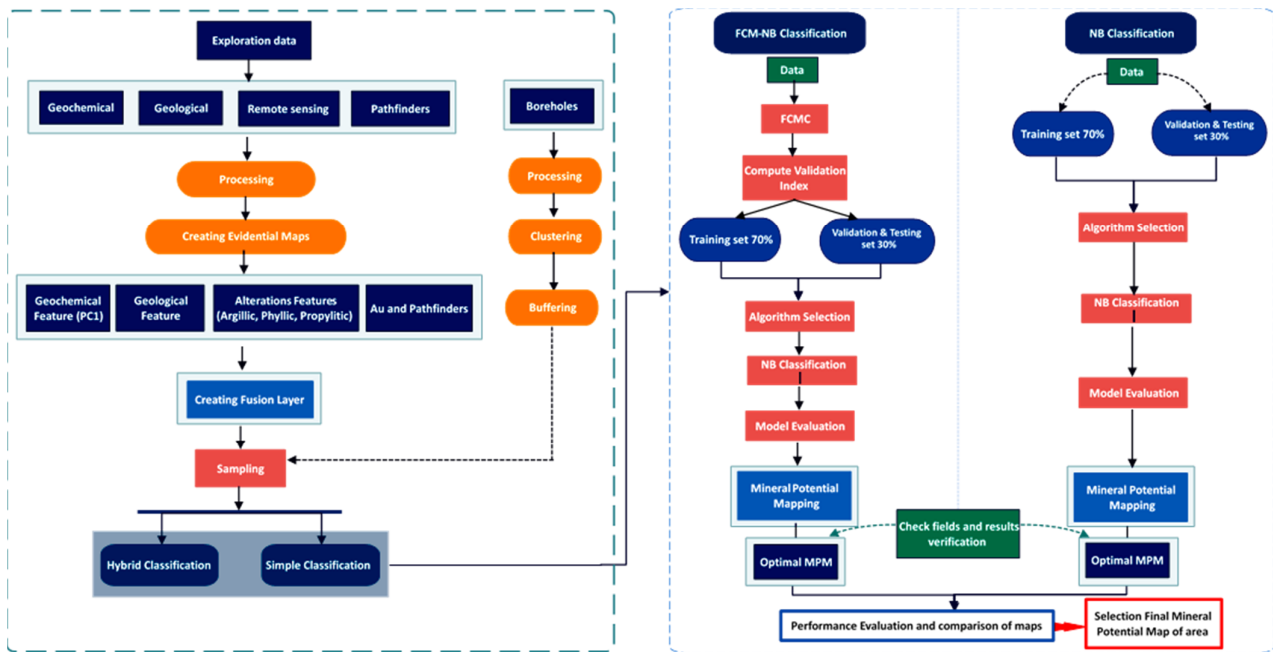 Exploration data
Geochemical
Geological
Remote sensing
Pathfinders
Boreholes
Processing
Processing
Creating Evidential Maps
Clustering
Geochemical
Feature (PC1)
Geological
Feature
Alterations Features
(Argillic, Phyllic, Propylitic)
Au and Pathfinders
Buffering
Creating Fusion Layer
Sampling
Hybrid Classification
Simple Classification
FCM-NB Classification
Data
FCMC
Compute Validation
Index
Training set 70%
Validation & Testing
set 30%
Algorithm Selection
NB Classification
Model Evaluation
Mineral Potential
Mapping
Optimal MPM
NB Classification
Data
Training set 70%
Validation & Testing
set 30%
Algorithm Selection
NB Classification
Model Evaluation
Mineral Potential
Mapping
Optimal MPM
Check fields and results
verification
Performance Evaluation and comparison of maps
Selection Final Mineral
Potential Map of area